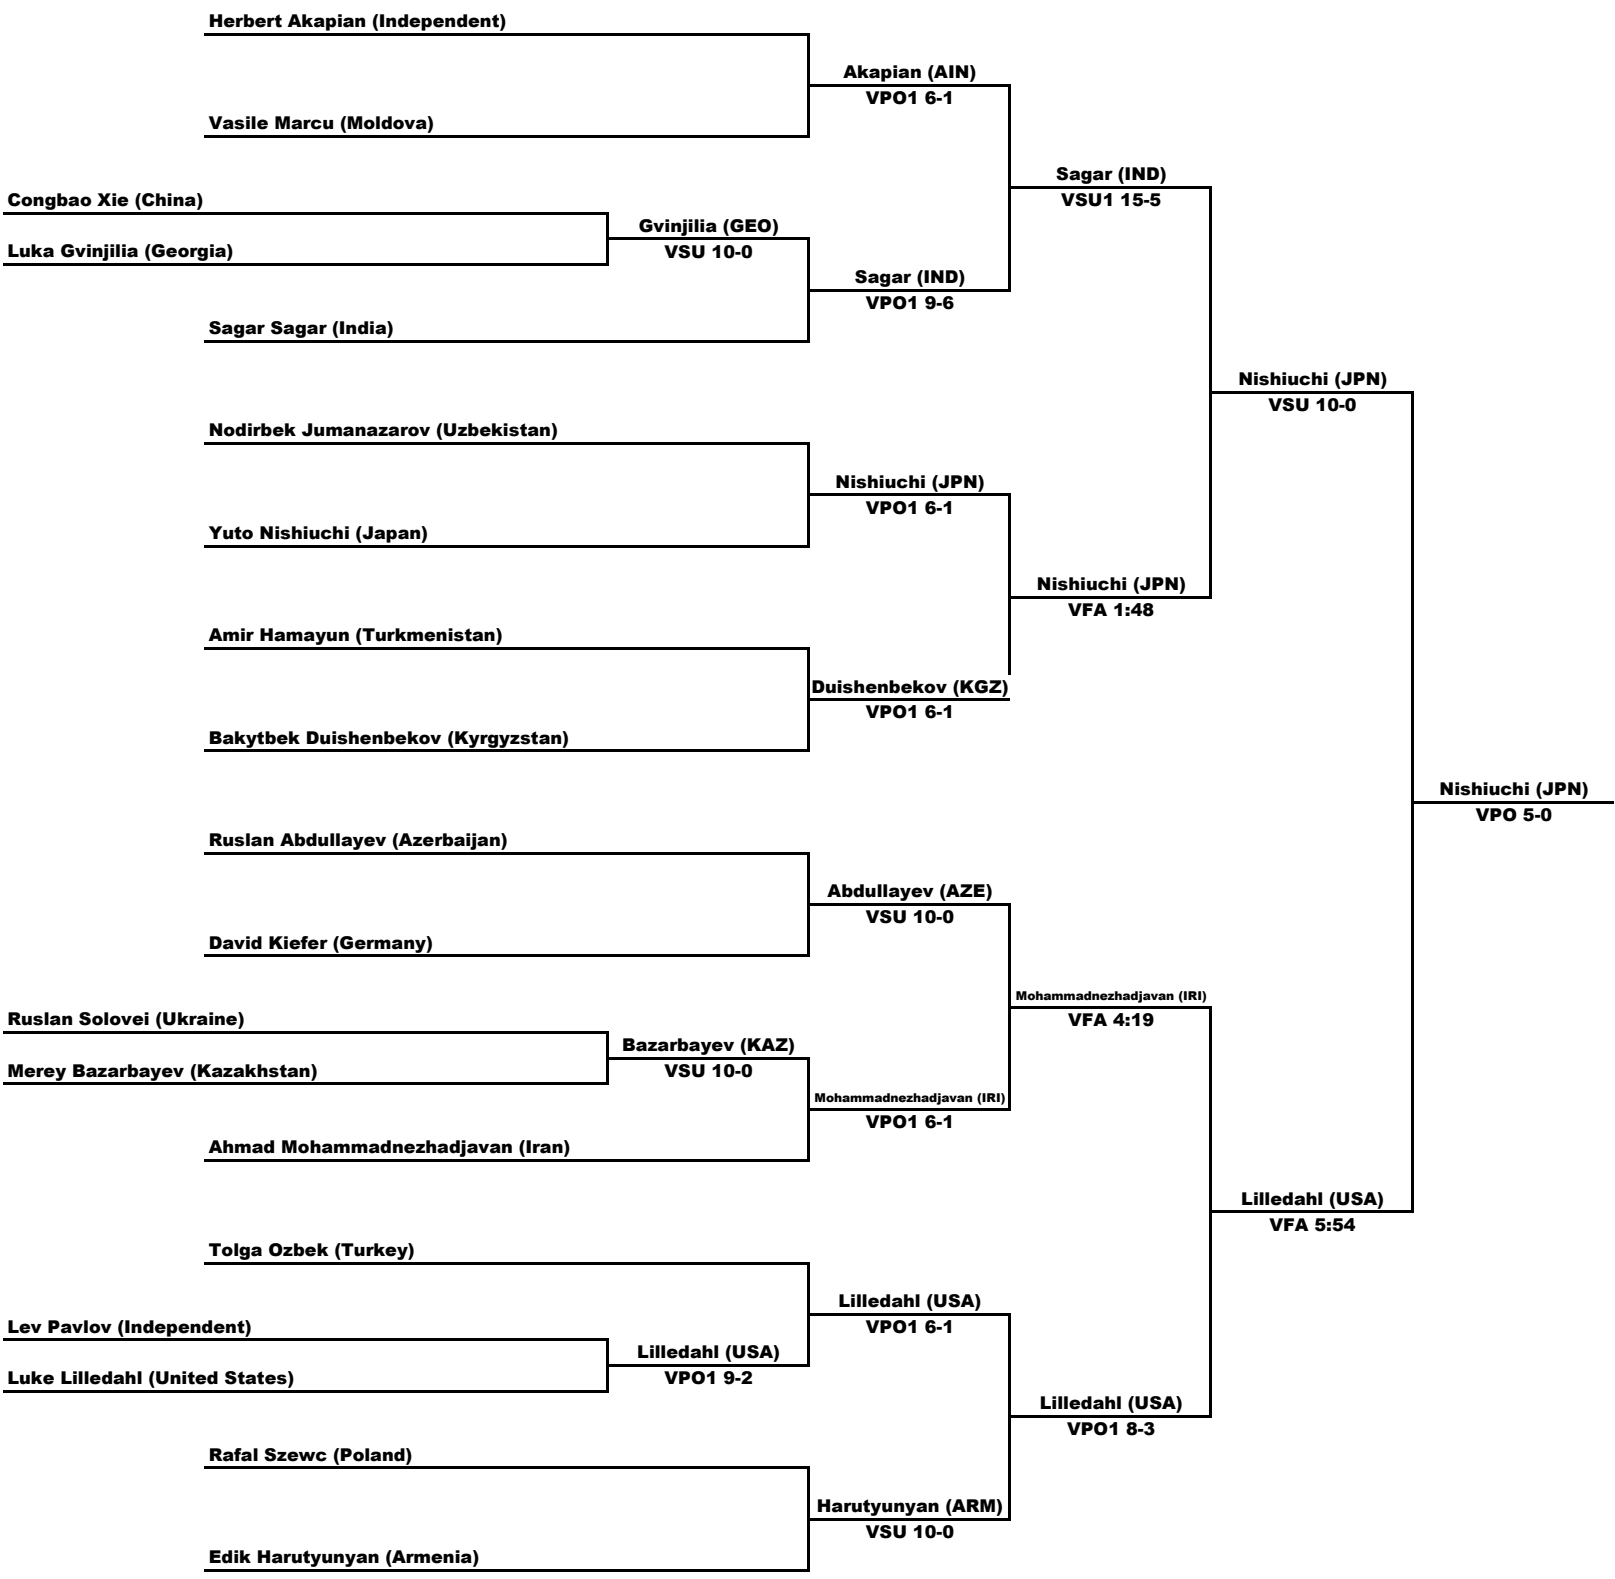 Herbert Akapian (Independent)
Akapian (AIN)
VPO1 6-1
Vasile Marcu (Moldova)
Sagar (IND)
VSU1 15-5
Congbao Xie (China)
Gvinjilia (GEO)
VSU 10-0
Luka Gvinjilia (Georgia)
Sagar (IND)
VPO1 9-6
Sagar Sagar (India)
Nishiuchi (JPN)
VSU 10-0
Nodirbek Jumanazarov (Uzbekistan)
Nishiuchi (JPN)
VPO1 6-1
Yuto Nishiuchi (Japan)
Nishiuchi (JPN)
VFA 1:48
Amir Hamayun (Turkmenistan)
Duishenbekov (KGZ)
VPO1 6-1
Bakytbek Duishenbekov (Kyrgyzstan)
Nishiuchi (JPN)
VPO 5-0
Ruslan Abdullayev (Azerbaijan)
Abdullayev (AZE)
VSU 10-0
David Kiefer (Germany)
Mohammadnezhadjavan (IRI)
VFA 4:19
Ruslan Solovei (Ukraine)
Bazarbayev (KAZ)
VSU 10-0
Merey Bazarbayev (Kazakhstan)
Mohammadnezhadjavan (IRI)
VPO1 6-1
Ahmad Mohammadnezhadjavan (Iran)
Lilledahl (USA)
VFA 5:54
Tolga Ozbek (Turkey)
Lilledahl (USA)
VPO1 6-1
Lev Pavlov (Independent)
Lilledahl (USA)
VPO1 9-2
Luke Lilledahl (United States)
Lilledahl (USA)
VPO1 8-3
Rafal Szewc (Poland)
Harutyunyan (ARM)
VSU 10-0
Edik Harutyunyan (Armenia)